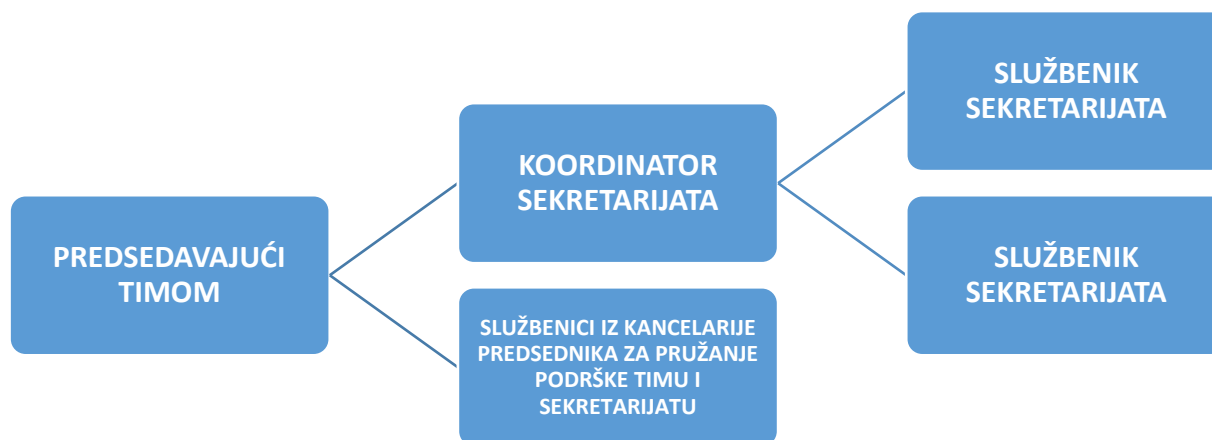 PREDSEDAVAJUĆI
TIMOM
KOORDINATOR
SEKRETARIJATA
SLUŽBENICI IZ KANCELARIJE
PREDSEDNIKA ZA PRUŽANJE
PODRŠKE TIMU I
SEKRETARIJATU
SLUŽBENIK
SEKRETARIJATA
SLUŽBENIK
SEKRETARIJATA